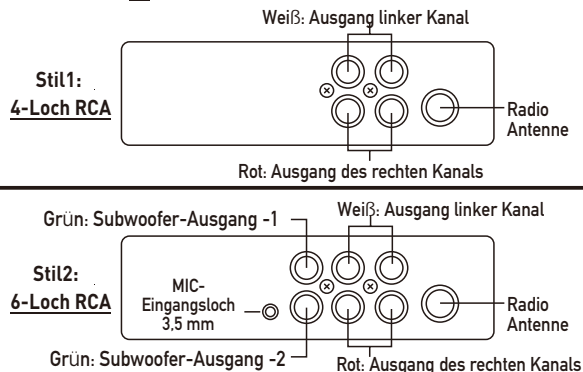 Weiß: Ausgang linker Kanal
Stil1:
4-Loch RCA
Radio
Antenne
Rot: Ausgang des rechten Kanals
Grün: Subwoofer-Ausgang -1
Weiß: Ausgang linker Kanal
Stil2:
6-Loch RCA
MIC-
Eingangsloch
3,5 mm
Radio
Antenne
Grün: Subwoofer-Ausgang -2
Rot: Ausgang des rechten Kanals